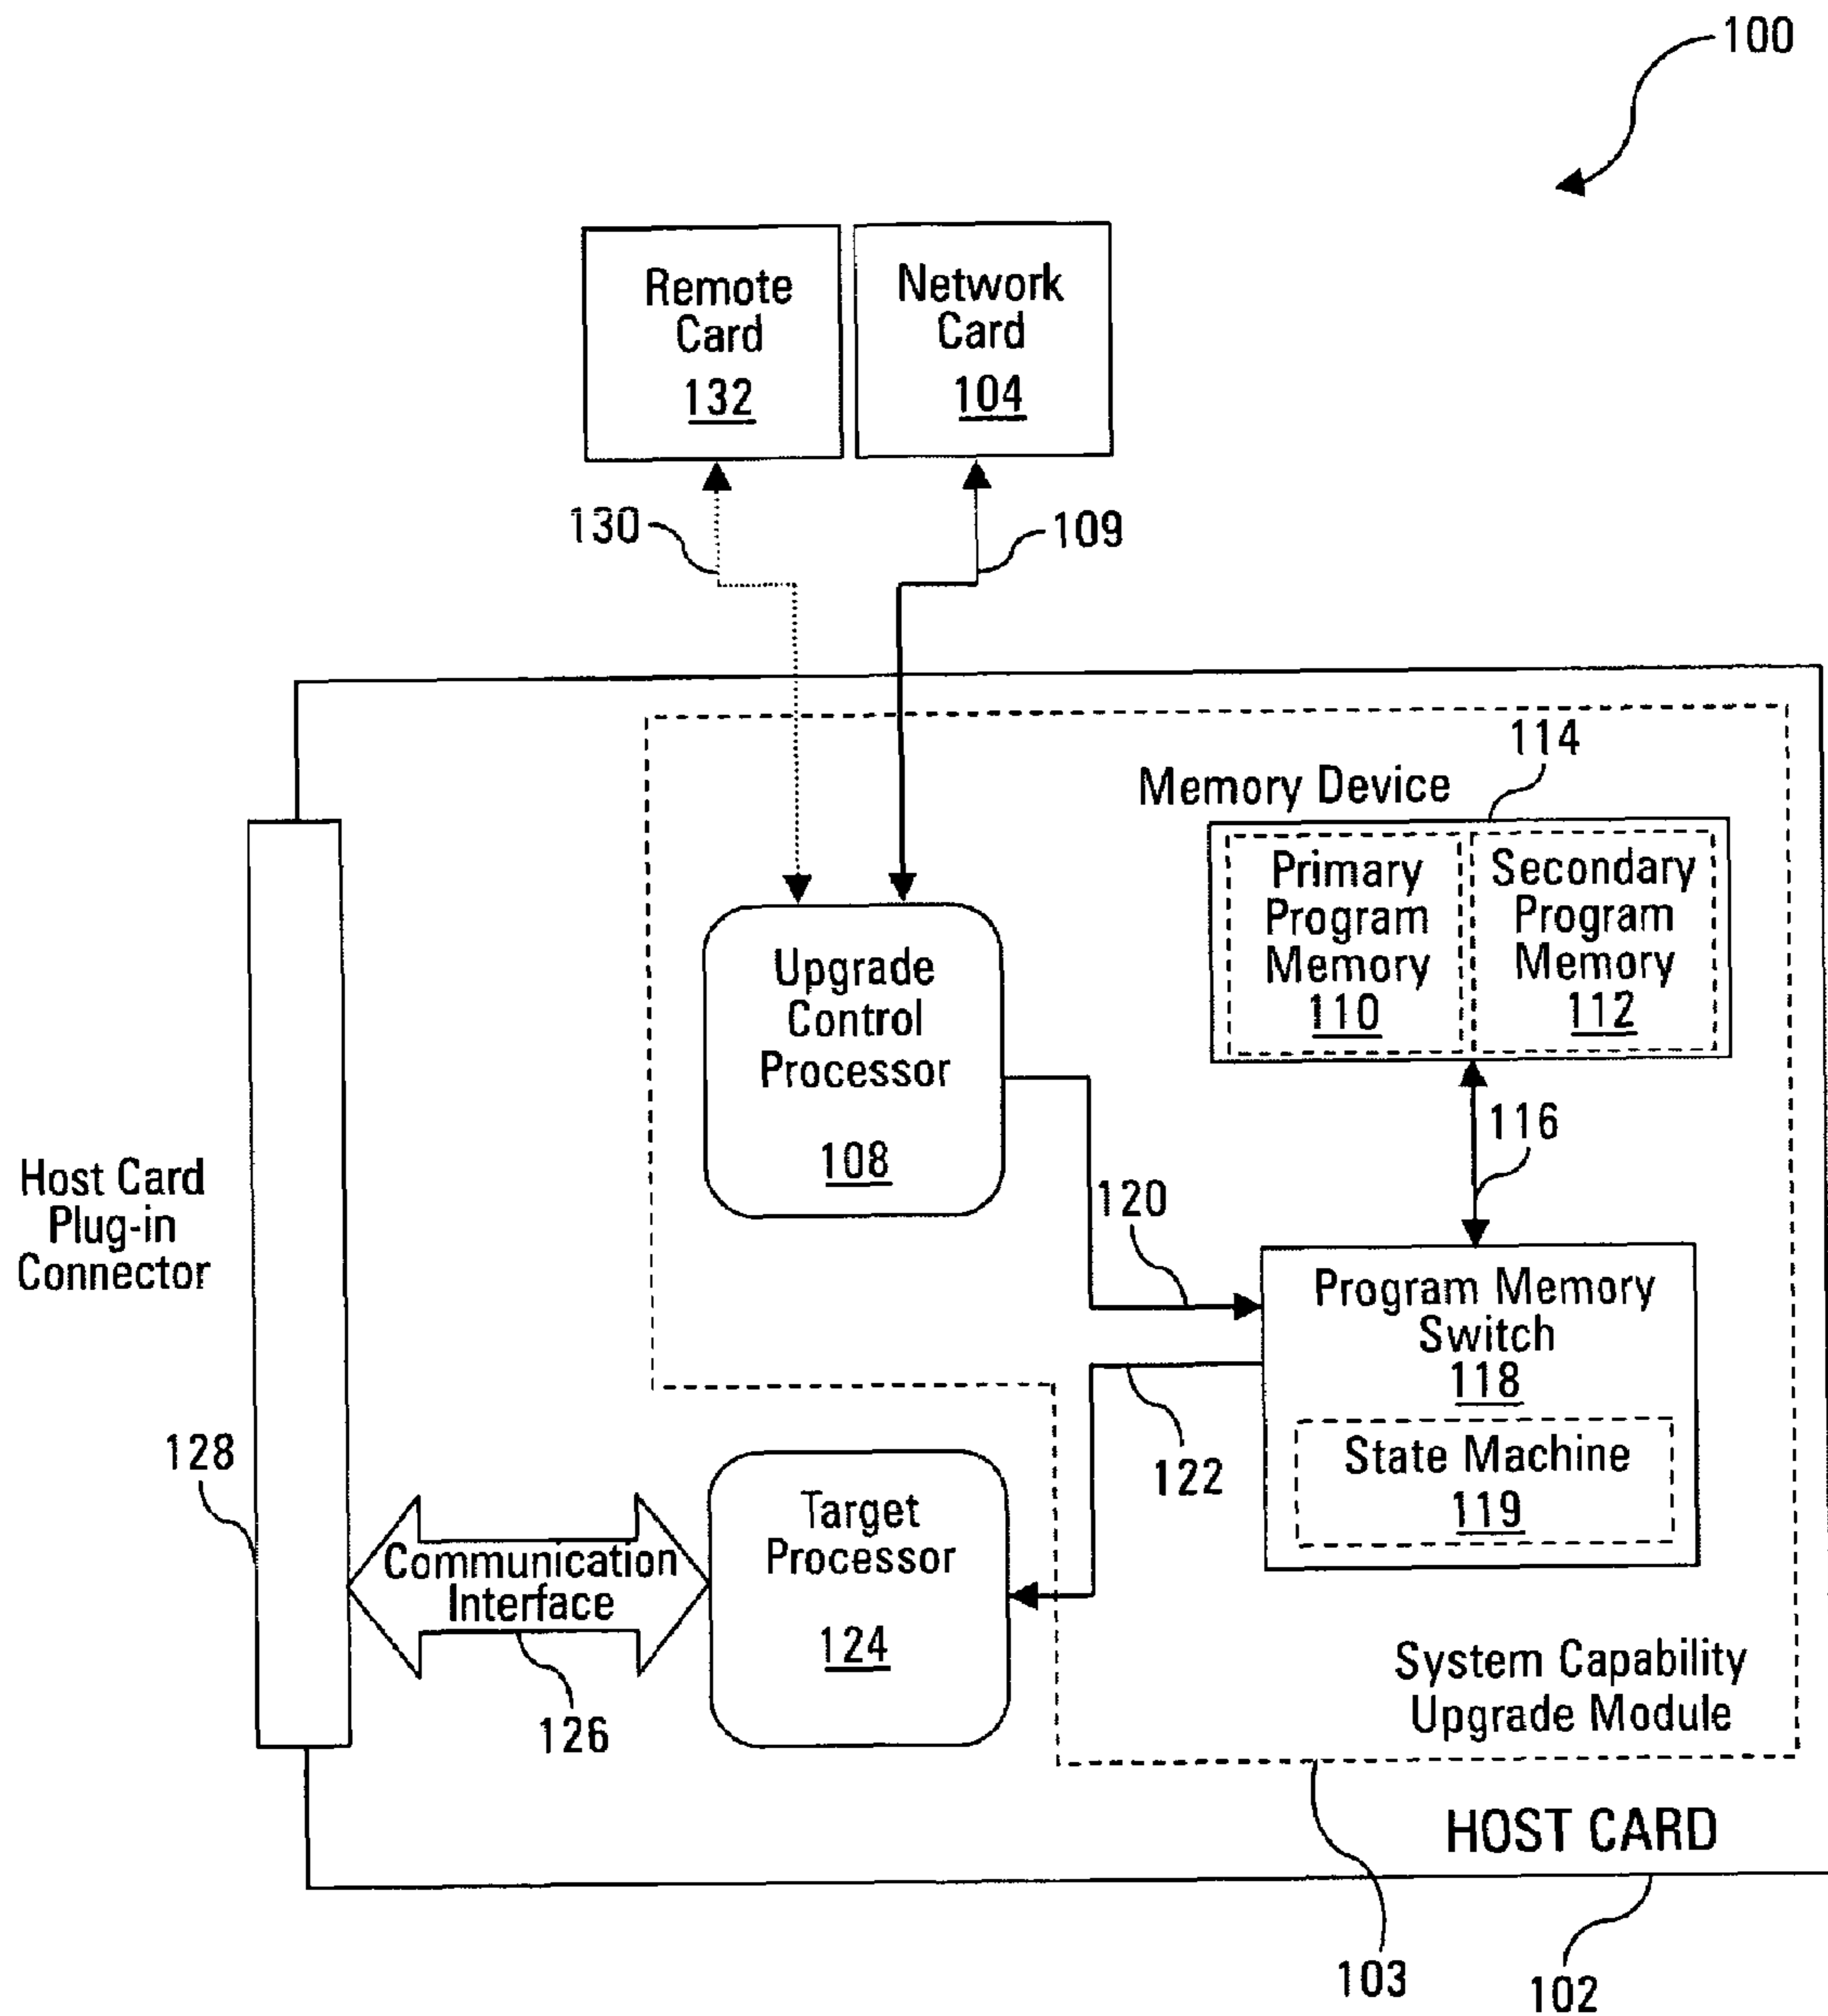 100
Remote
Card
132
Network
Card
104
130
109
114
Memory Device
Primary
Program
Memory
110
Secondary
Program
Memory
112
Upgrade
Control
Processor
108
116
Host Card
Plug-in
Connector
120
Program Memory
Switch
118
State Machine
119
122
128
Communication
Interface
126
Target
Processor
124
System Capability
Upgrade Module
HOST CARD
103
102